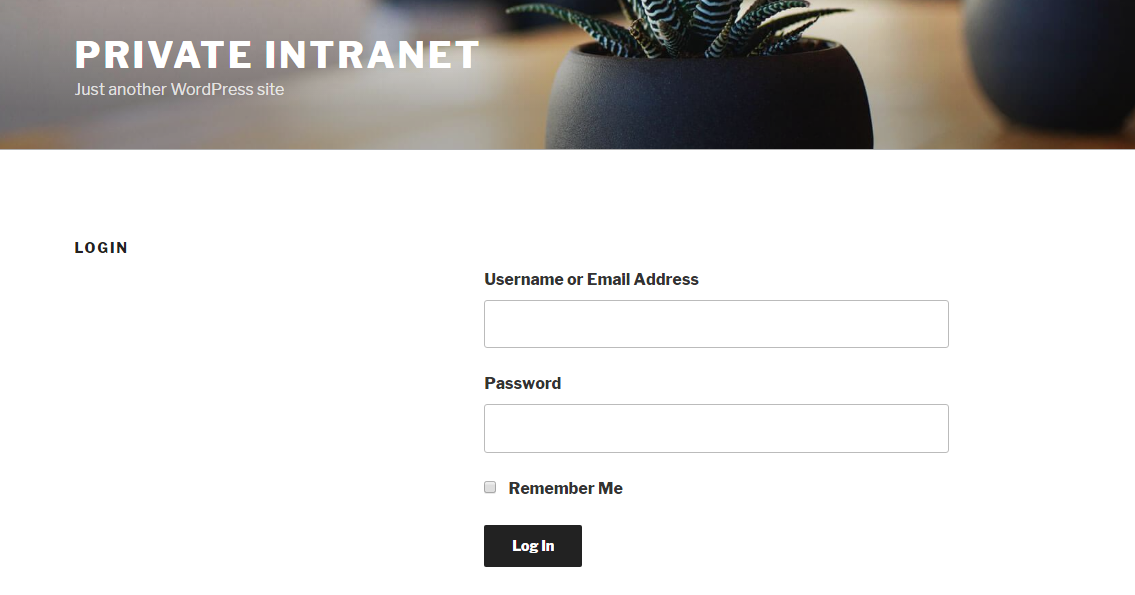 PRIVATE INTRANET
Just another WordPress site
LOGIN
Username or Email Address
Password
Remember Me
Log In